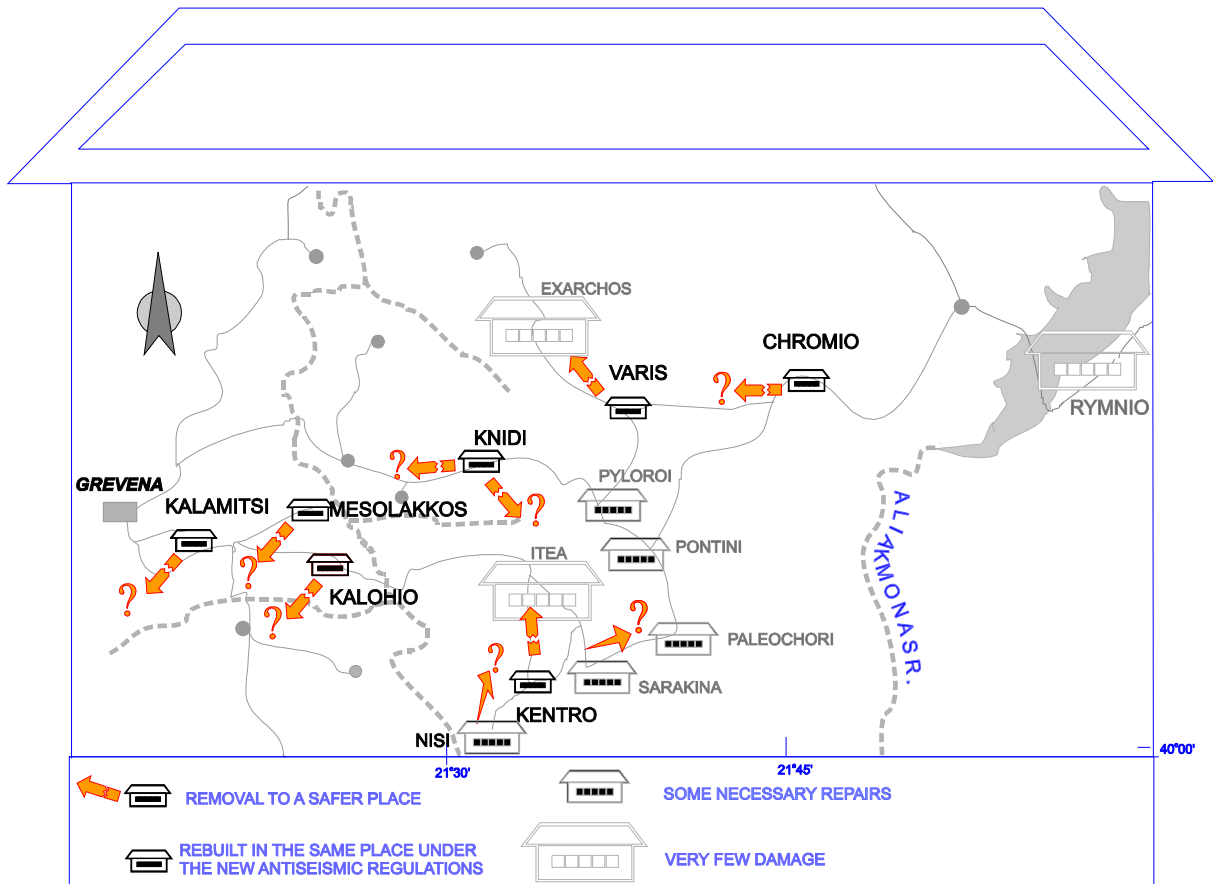 EXARCHOS
CHROMIO
VARIS
RYMNIO
KNIDI
?
?
?
PYLOROI
GREVENA
KALAMITSI
MESOLAKKOS
ALIAKMONASR.
PONTINI
ITEA
?
?
KALOHIO
?
?
PALEOCHORI
?
SARAKINA
KENTRO
NISI
40°00'
21°30'
21°45'
REMOVAL TO A SAFER PLACE
SOME NECESSARY REPAIRS
REBUILT IN THE SAME PLACE UNDER
THE NEW ANTISEISMIC REGULATIONS
VERY FEW DAMAGE